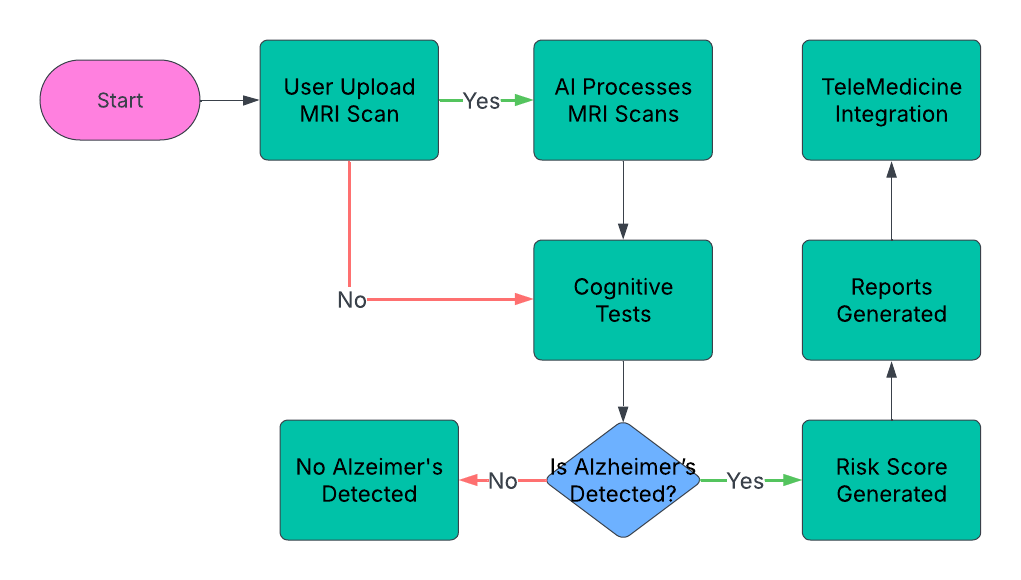 Start
User Upload
MRI Scan
Yes
AI Processes
MRI Scans
TeleMedicine
Integration
No
Cognitive
Tests
Reports
Generated
No Alzeimer's
Detected
No
Is Alzheimer's
Detected?
Yes
Risk Score
Generated